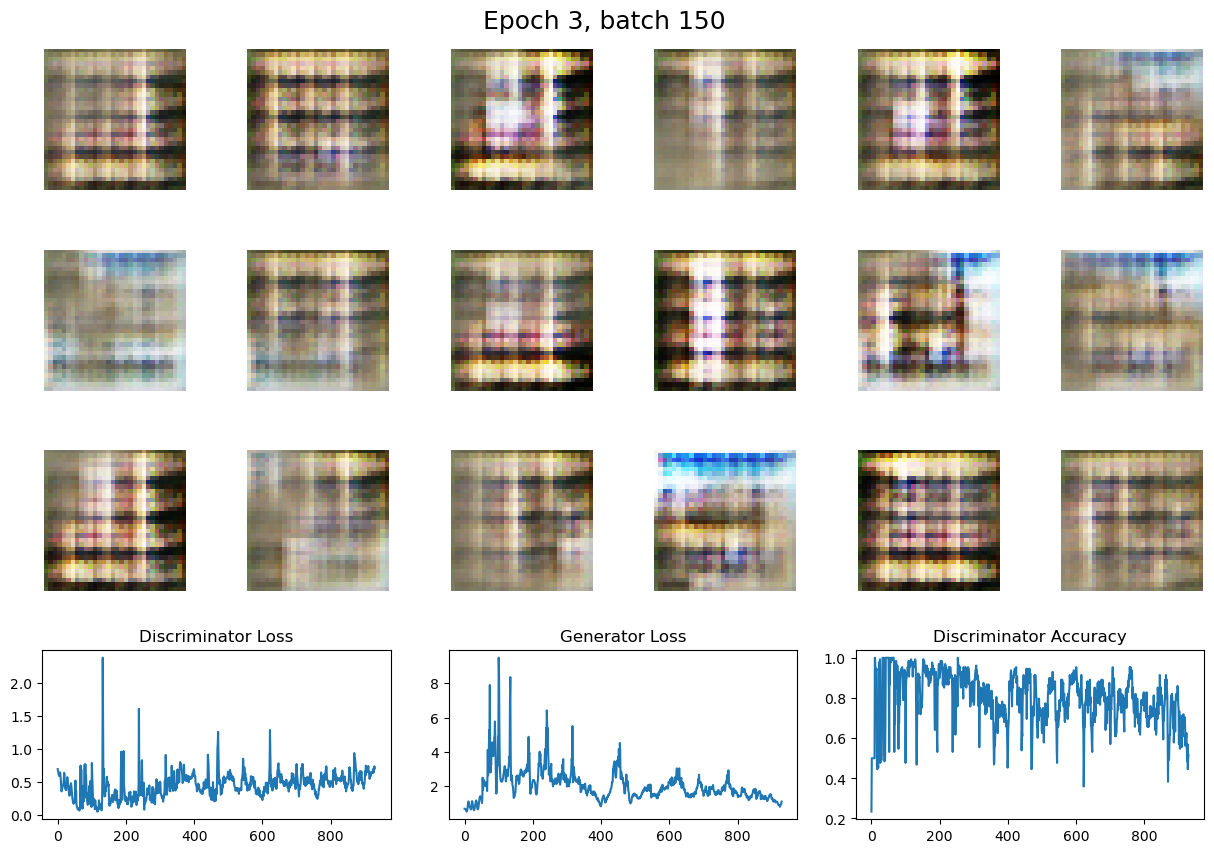 Epoch 3, batch 150
Discriminator Loss
Generator Loss
Discriminator Accuracy
2.0
1.5
1.0
0.5
0.0
0 200 400 600 800
8
6
4
2
0 200 400 600 800
1.0
0.8
0.6
0.4
0.2
0 200 400 600 800